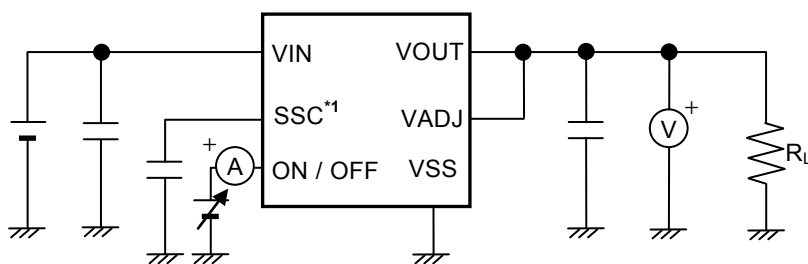 VIN
VOUT
SSC*1
VADJ
+
A
ON / OFF
VSS
+
V
RL